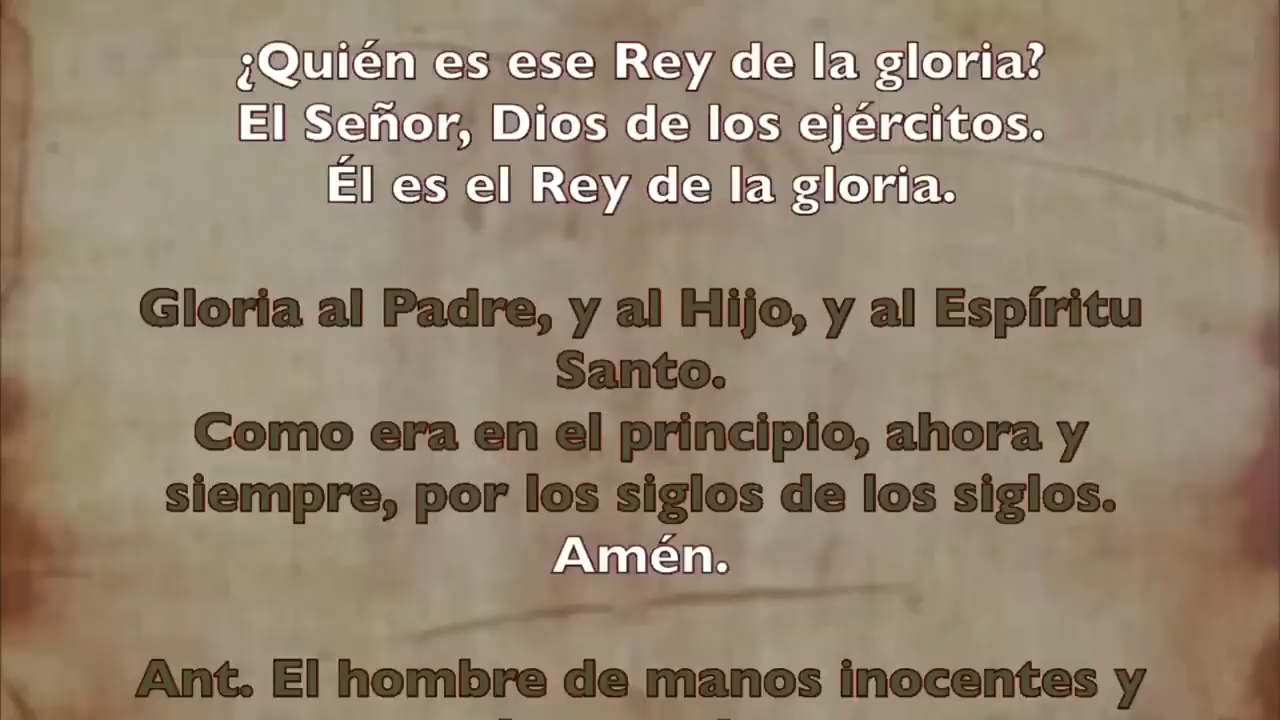 ¿Quién es ese Rey de la gloria?
El Señor, Dios de los ejércitos.
Él es el Rey de la gloria.
Gloria al Padre, y al Hijo, y al Espíritu
Santo.
Como era en el principio, ahora y
siempre, por los siglos de los siglos.
Amén.
Ant. El hombre de manos inocentes y